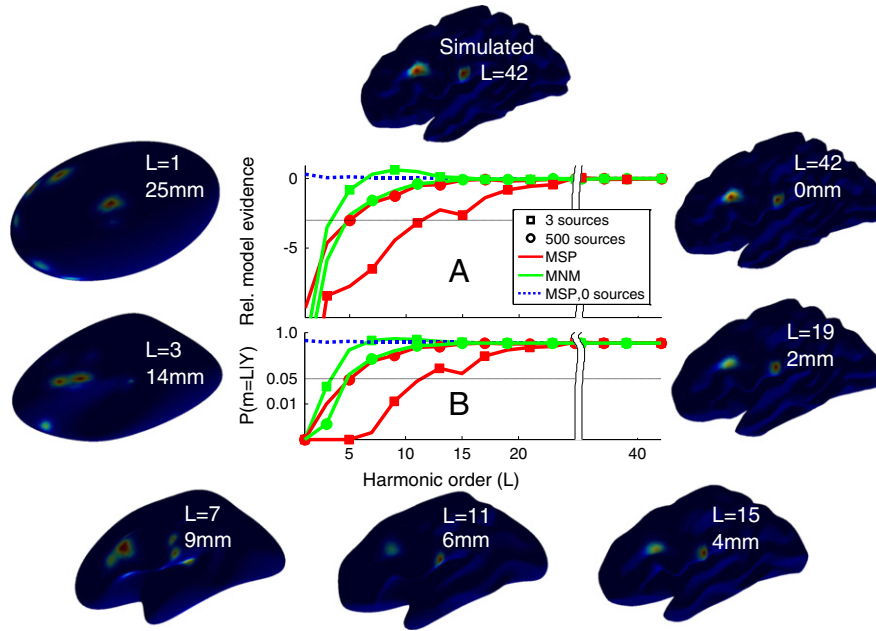 Simulated
L=42
L=1
25mm
L=42
0mm
Rel. model evidence
0
-5
A
3 sources
500 sources
MSP
MNM
MSP,0 sources
L=3
14mm
L=19
2mm
P(m=L|Y)
1.0
0.05
0.01
B
5 10 15 20 40
Harmonic order (L)
L=7
9mm
L=11
6mm
L=15
4mm